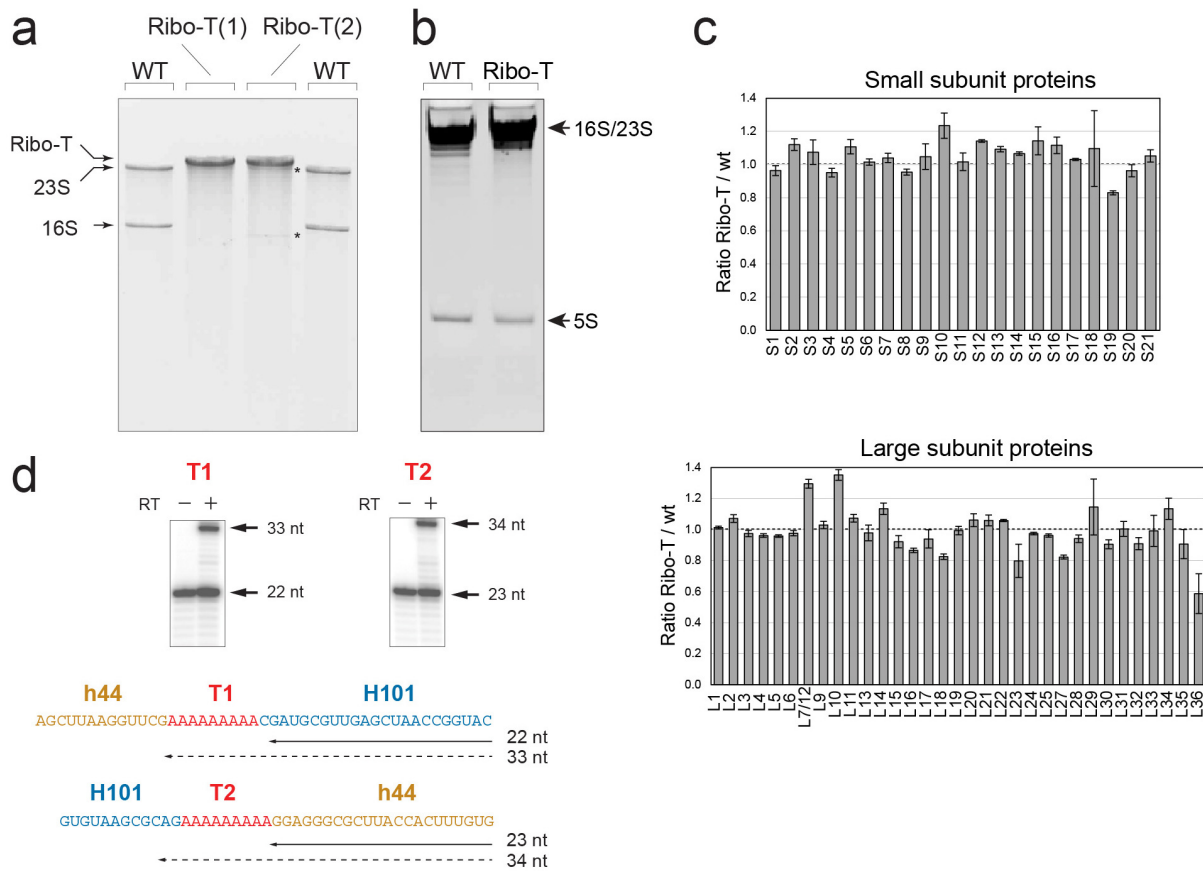 a
Ribo-T(1) Ribo-T(2)
WT WT
Ribo-T
23S
16S
*
*
b
WT Ribo-T
16S/23S
5S
c
Small subunit proteins
Ratio Ribo-T / wt
1.4
1.2
1.0
0.8
0.6
0.4
0.2
0.0
S1 S2 S3 S4 S5 S6 S7 S8 S9 S10 S11 S12 S13 S14 S15 S16 S17 S18 S19 S20 S21
Large subunit proteins
Ratio Ribo-T / wt
1.4
1.2
1.0
0.8
0.6
0.4
0.2
0.0
L1 L2 L3 L4 L5 L6 L7/12 L9 L10 L11 L13 L14 L15 L16 L17 L18 L19 L20 L21 L22 L23 L24 L25 L27 L28 L29 L30 L31 L32 L33 L34 L35 L36
d
T1
RT − +
33 nt
22 nt
T2
− +
34 nt
23 nt
h44 T1 H101
AGCUUAAGGUUCGAAAAAAAAACGAUGCGUUGAGCUAACCGGUAC
22 nt
33 nt
H101 T2 h44
GUGUAAGCGCAGAAAAAAAAAGGAGGGCGCUUACCACUUUGUG
23 nt
34 nt